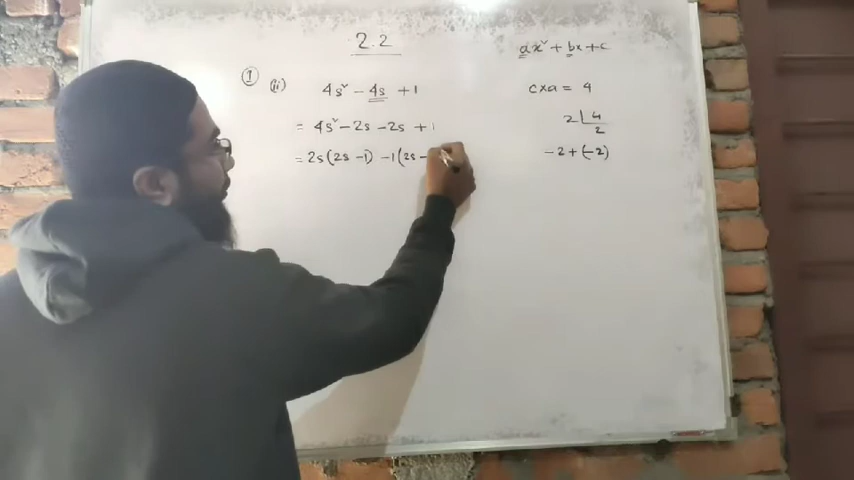 2.2
① (ii) 4s² - 4s + 1
= 4s² - 2s - 2s + 1
= 2s(2s - 1) - 1(2s -
ax² + bx + c
c×a = 4
2 | 4
2
-2 + (-2)